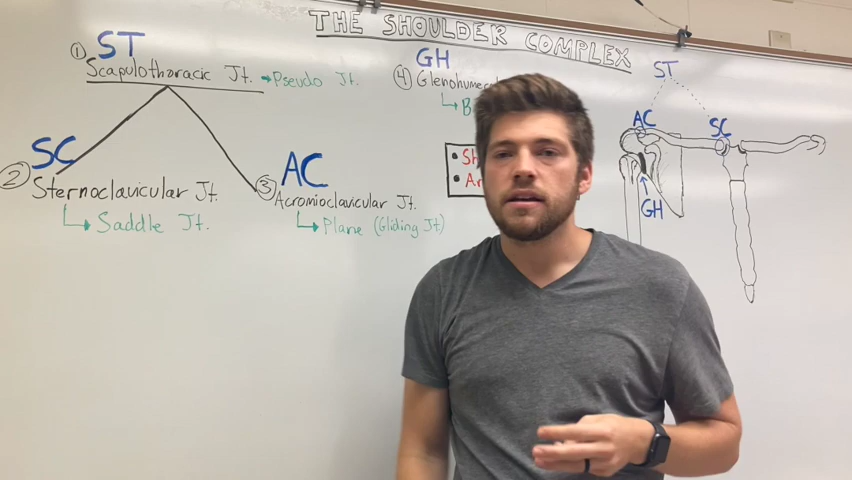 THE SHOULDER COMPLEX
① ST
Scapulothoracic Jt. → Pseudo Jt.
SC
② Sternoclavicular Jt.
Saddle Jt.
AC
③ Acromioclavicular Jt.
Plane (Gliding Jt)
GH
④
ST
AC
SC
GH